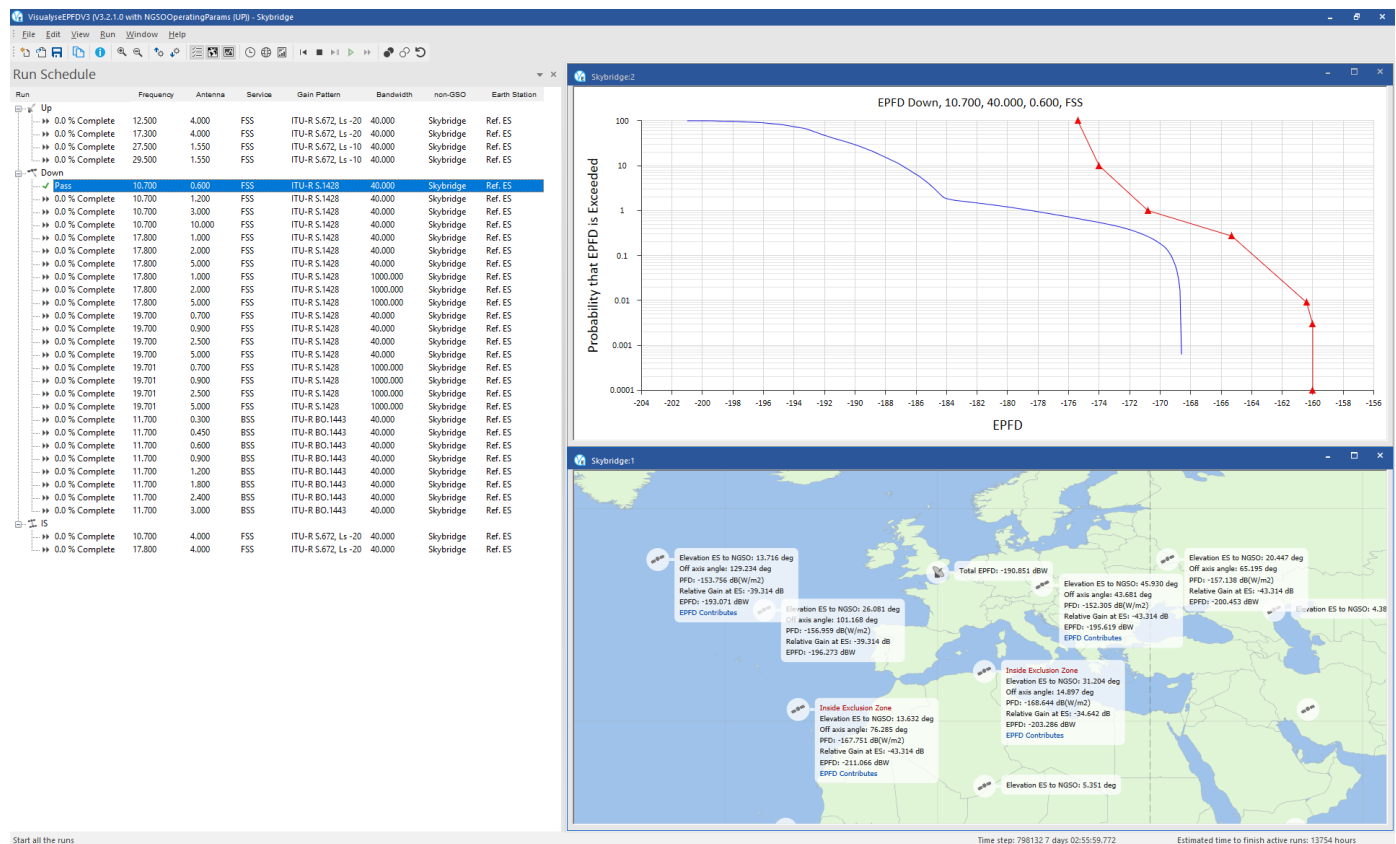 VisualyseEPFDV3 (V3.2.1.0 with NGSOOperatingParams (UP)) - Skybridge
File Edit View Run Window Help
Run Schedule
Run Frequency Antenna Service Gain Pattern Bandwidth non-GSO Earth Station
Up
0.0 % Complete 12.500 4.000 FSS ITU-R S.672, Ls -20 40.000 Skybridge Ref. ES
0.0 % Complete 17.300 4.000 FSS ITU-R S.672, Ls -20 40.000 Skybridge Ref. ES
0.0 % Complete 27.500 1.550 FSS ITU-R S.672, Ls -10 40.000 Skybridge Ref. ES
0.0 % Complete 29.500 1.550 FSS ITU-R S.672, Ls -10 40.000 Skybridge Ref. ES
Down
Pass 10.700 0.600 FSS ITU-R S.1428 40.000 Skybridge Ref. ES
0.0 % Complete 10.700 1.200 FSS ITU-R S.1428 40.000 Skybridge Ref. ES
0.0 % Complete 10.700 3.000 FSS ITU-R S.1428 40.000 Skybridge Ref. ES
0.0 % Complete 10.700 10.000 FSS ITU-R S.1428 40.000 Skybridge Ref. ES
0.0 % Complete 17.800 1.000 FSS ITU-R S.1428 40.000 Skybridge Ref. ES
0.0 % Complete 17.800 2.000 FSS ITU-R S.1428 40.000 Skybridge Ref. ES
0.0 % Complete 17.800 5.000 FSS ITU-R S.1428 40.000 Skybridge Ref. ES
0.0 % Complete 17.800 1.000 FSS ITU-R S.1428 1000.000 Skybridge Ref. ES
0.0 % Complete 17.800 2.000 FSS ITU-R S.1428 1000.000 Skybridge Ref. ES
0.0 % Complete 17.800 5.000 FSS ITU-R S.1428 1000.000 Skybridge Ref. ES
0.0 % Complete 19.700 0.700 FSS ITU-R S.1428 40.000 Skybridge Ref. ES
0.0 % Complete 19.700 0.900 FSS ITU-R S.1428 40.000 Skybridge Ref. ES
0.0 % Complete 19.700 2.500 FSS ITU-R S.1428 40.000 Skybridge Ref. ES
0.0 % Complete 19.700 5.000 FSS ITU-R S.1428 40.000 Skybridge Ref. ES
0.0 % Complete 19.701 0.700 FSS ITU-R S.1428 1000.000 Skybridge Ref. ES
0.0 % Complete 19.701 0.900 FSS ITU-R S.1428 1000.000 Skybridge Ref. ES
0.0 % Complete 19.701 2.500 FSS ITU-R S.1428 1000.000 Skybridge Ref. ES
0.0 % Complete 19.701 5.000 FSS ITU-R S.1428 1000.000 Skybridge Ref. ES
0.0 % Complete 11.700 0.300 BSS ITU-R BO.1443 40.000 Skybridge Ref. ES
0.0 % Complete 11.700 0.450 BSS ITU-R BO.1443 40.000 Skybridge Ref. ES
0.0 % Complete 11.700 0.600 BSS ITU-R BO.1443 40.000 Skybridge Ref. ES
0.0 % Complete 11.700 0.900 BSS ITU-R BO.1443 40.000 Skybridge Ref. ES
0.0 % Complete 11.700 1.200 BSS ITU-R BO.1443 40.000 Skybridge Ref. ES
0.0 % Complete 11.700 1.800 BSS ITU-R BO.1443 40.000 Skybridge Ref. ES
0.0 % Complete 11.700 2.400 BSS ITU-R BO.1443 40.000 Skybridge Ref. ES
0.0 % Complete 11.700 3.000 BSS ITU-R BO.1443 40.000 Skybridge Ref. ES
IS
0.0 % Complete 10.700 4.000 FSS ITU-R S.672, Ls -20 40.000 Skybridge Ref. ES
0.0 % Complete 17.800 4.000 FSS ITU-R S.672, Ls -20 40.000 Skybridge Ref. ES
Skybridge:2
EPFD Down, 10.700, 40.000, 0.600, FSS
Probability that EPFD is Exceeded
100
10
1
0.1
0.01
0.001
0.0001
-204 -202 -200 -198 -196 -194 -192 -190 -188 -186 -184 -182 -180 -178 -176 -174 -172 -170 -168 -166 -164 -162 -160 -158 -156
EPFD
Skybridge:1
Elevation ES to NGSO: 13.716 deg
Off axis angle: 129.234 deg
PFD: -153.756 dB(W/m2)
Relative Gain at ES: -39.314 dB
EPFD: -193.071 dBW
EPFD Contributes
Elevation ES to NGSO: 26.081 deg
Off axis angle: 101.168 deg
PFD: -156.959 dB(W/m2)
Relative Gain at ES: -39.314 dB
EPFD: -196.273 dBW
Total EPFD: -190.851 dBW
Elevation ES to NGSO: 45.930 deg
Off axis angle: 43.681 deg
PFD: -152.305 dB(W/m2)
Relative Gain at ES: -43.314 dB
EPFD: -195.619 dBW
EPFD Contributes
Elevation ES to NGSO: 20.447 deg
Off axis angle: 65.195 deg
PFD: -157.138 dB(W/m2)
Relative Gain at ES: -43.314 dB
EPFD: -200.453 dBW
Elevation ES to NGSO: 4.38
Inside Exclusion Zone
Elevation ES to NGSO: 31.204 deg
Off axis angle: 14.897 deg
PFD: -168.644 dB(W/m2)
Relative Gain at ES: -34.642 dB
EPFD: -203.286 dBW
EPFD Contributes
Inside Exclusion Zone
Elevation ES to NGSO: 13.632 deg
Off axis angle: 76.285 deg
PFD: -167.751 dB(W/m2)
Relative Gain at ES: -43.314 dB
EPFD: -211.066 dBW
EPFD Contributes
Elevation ES to NGSO: 5.351 deg
Start all the runs
Time step: 798132 7 days 02:55:59.772
Estimated time to finish active runs: 13754 hours